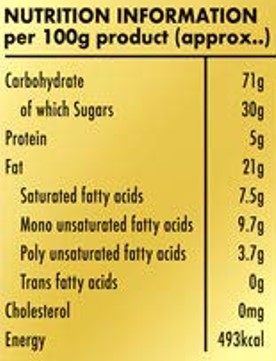 NUTRITION INFORMATION
per 100g product (approx..)
Carbohydrate 71g
of which Sugars 30g
Protein 5g
Fat 21g
Saturated fatty acids 7.5g
Mono unsaturated fatty acids 9.7g
Poly unsaturated fatty acids 3.7g
Trans fatty acids 0g
Cholesterol 0mg
Energy 493kcal